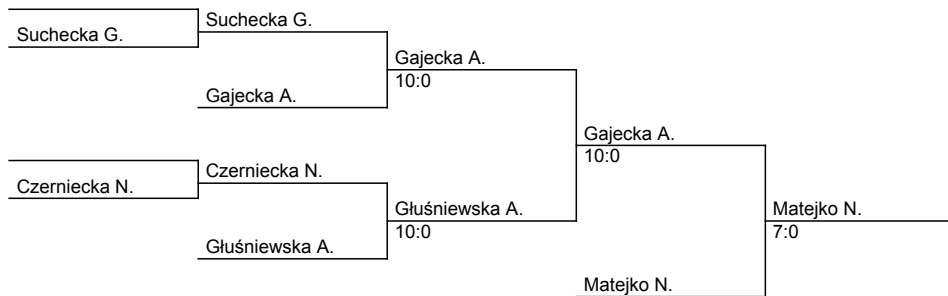 Suchecka G.
Suchecka G.
Gajecka A.
10:0
Gajecka A.
Gajecka A.
10:0
Czerniecka N.
Czerniecka N.
Głuśniewska A.
10:0
Matejko N.
7:0
Głuśniewska A.
Matejko N.